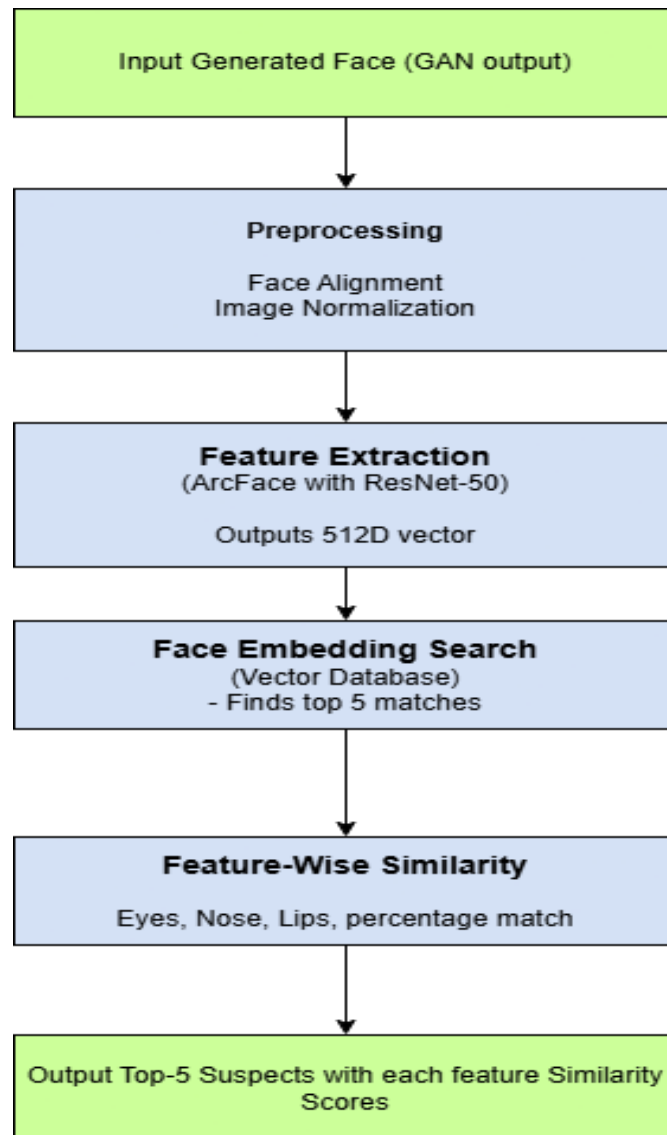 Input Generated Face (GAN output)
Preprocessing
Face Alignment
Image Normalization
Feature Extraction
(ArcFace with ResNet-50)
Outputs 512D vector
Face Embedding Search
(Vector Database)
- Finds top 5 matches
Feature-Wise Similarity
Eyes, Nose, Lips, percentage match
Output Top-5 Suspects with each feature Similarity
Scores